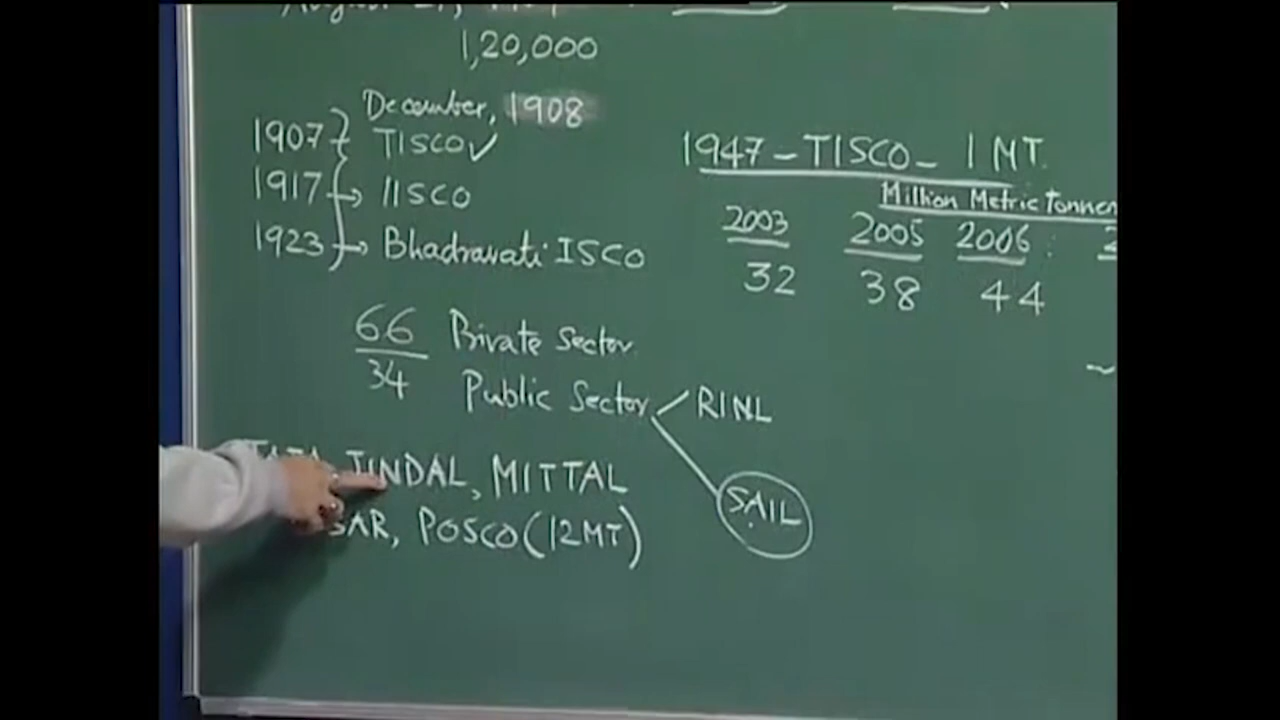 1,20,000
December, 1908
1907 } TISCO ✓
1917 → IISCO
1923 → Bhadravati ISCO
66 Private Sector
34 Public Sector
RINL
SAIL
JINDAL, MITTAL
POSCO (12MT)
1947 - TISCO - 1 MT.
Million Metric Tonnes
2003 2005 2006 :
32 38 44